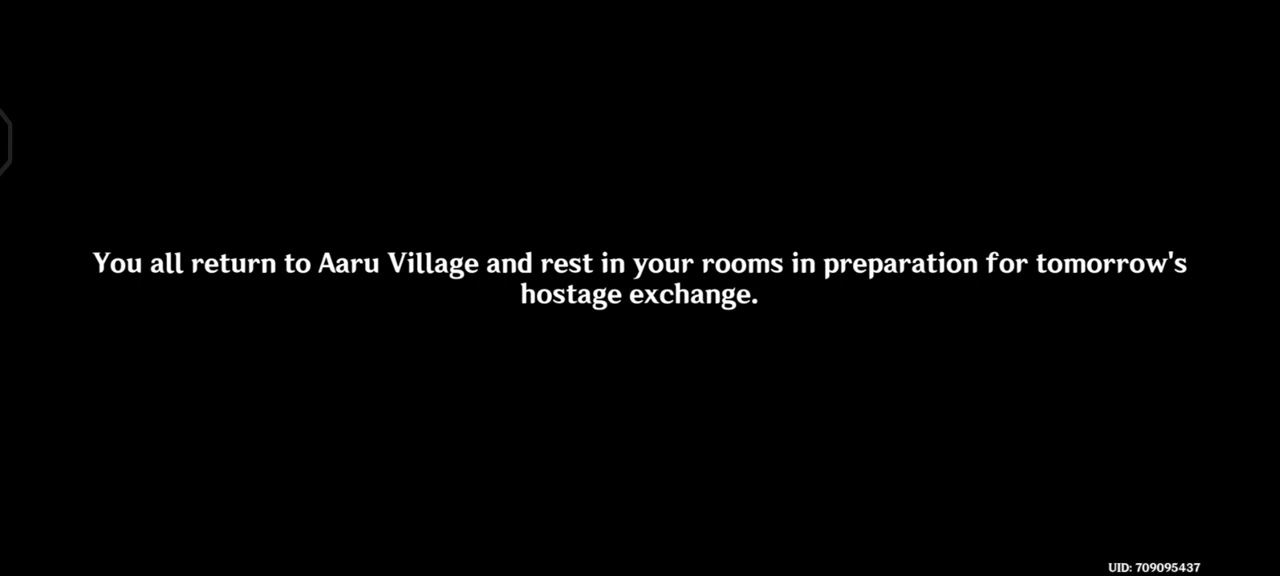 You all return to Aaru Village and rest in your rooms in preparation for tomorrow's
hostage exchange.
UID: 709095437